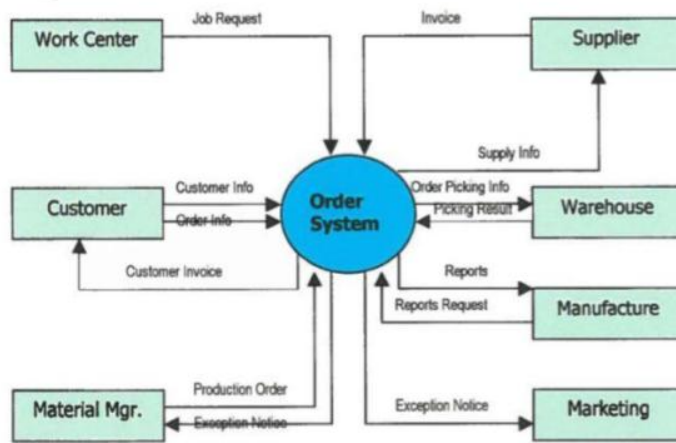 Job Request
Invoice
Work Center
Supplier
Supply Info
Customer Info
Order
System
Order Picking Info
Customer
Order Info
Picking Result
Warehouse
Customer Invoice
Reports
Reports Request
Manufacture
Production Order
Material Mgr.
Exception Notice
Exception Notice
Marketing